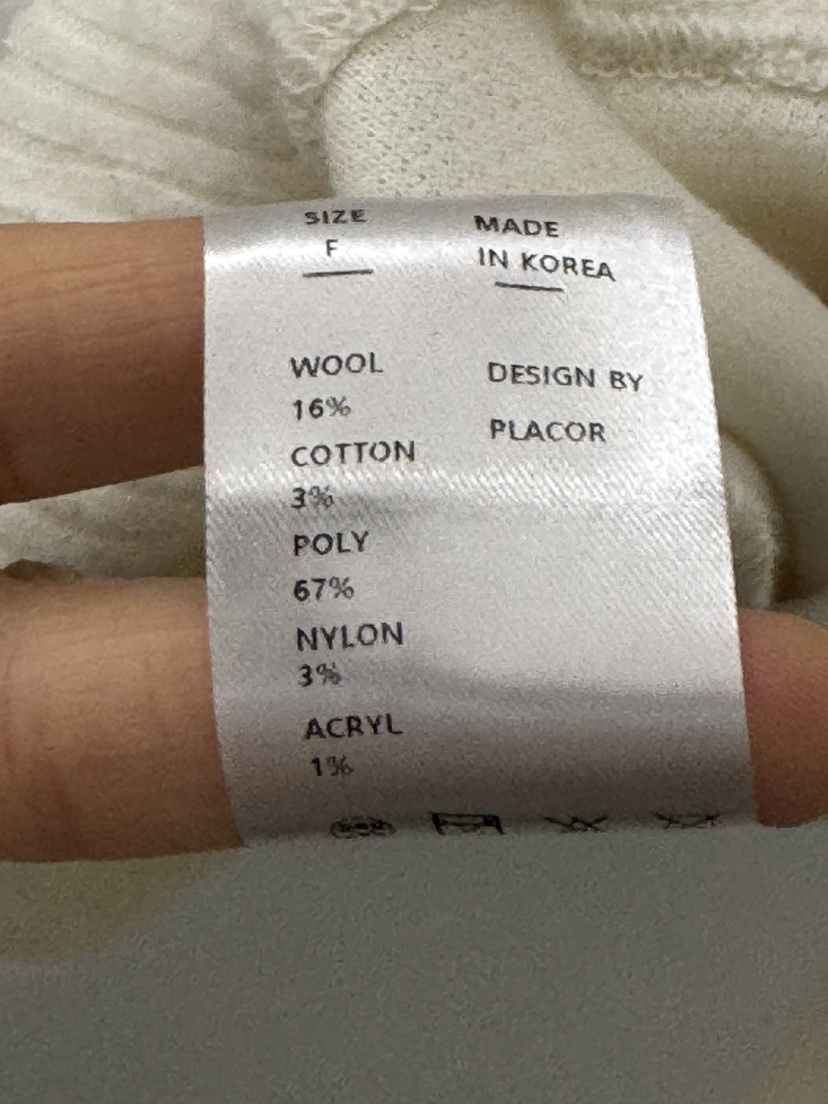 SIZE
F
WOOL
16%
COTTON
3%
POLY
67%
NYLON
3%
ACRYL
1%
MADE
IN KOREA
DESIGN BY
PLACOR